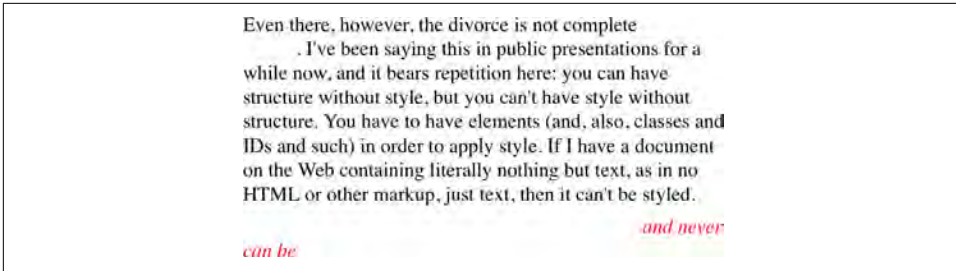 Even there, however, the divorce is not complete
. I've been saying this in public presentations for a
while now, and it bears repetition here: you can have
structure without style, but you can't have style without
structure. You have to have elements (and, also, classes and
IDs and such) in order to apply style. If I have a document
on the Web containing literally nothing but text, as in no
HTML or other markup, just text, then it can't be styled.
and never
can be